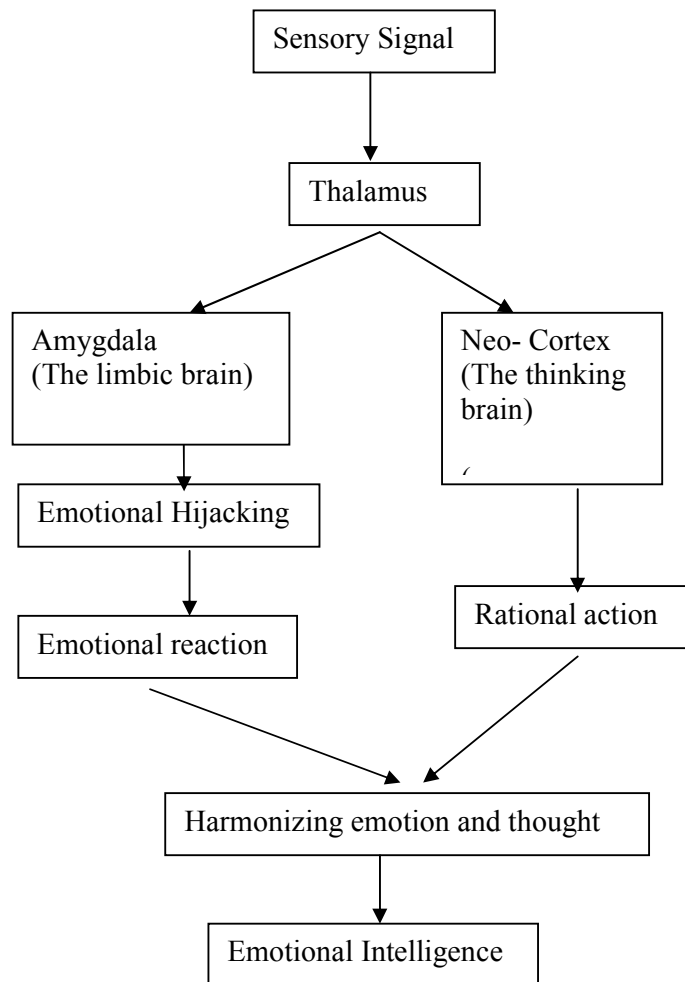 Sensory Signal
Thalamus
Amygdala
(The limbic brain)
Neo- Cortex
(The thinking
brain)
(
Emotional Hijacking
Rational action
Emotional reaction
Harmonizing emotion and thought
Emotional Intelligence